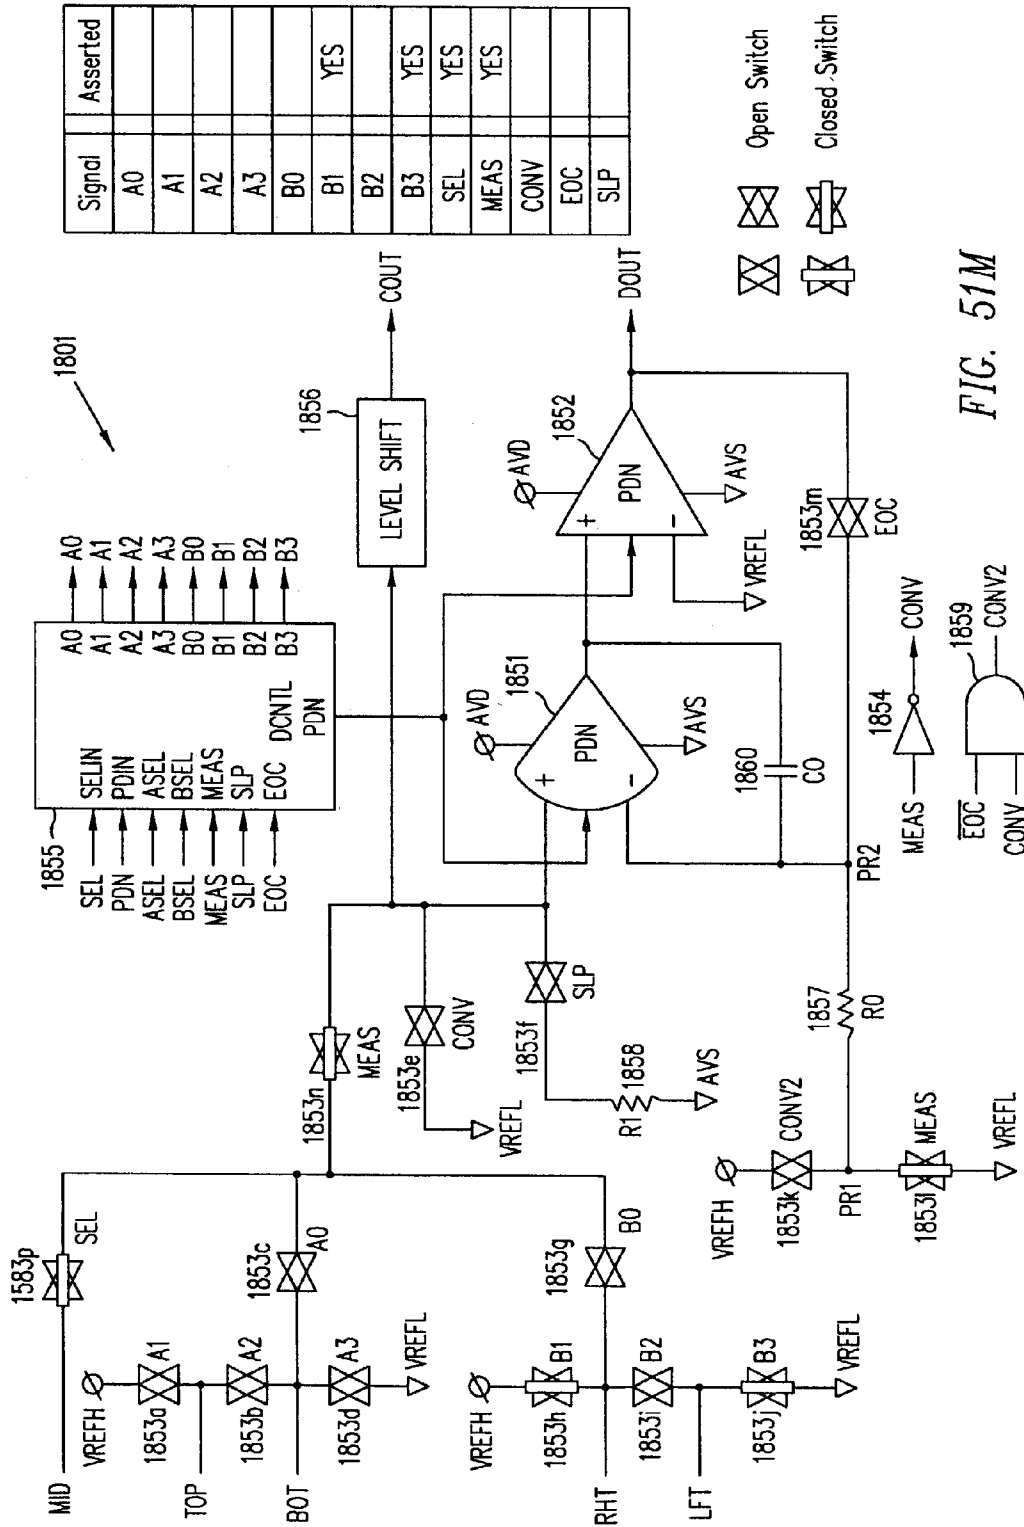 1801
1855
SEL
PDN
ASEL
BSEL
MEAS
SLP
EOC
SELIN
PDIN
ASEL
BSEL
MEAS
SLP
EOC
A0
A1
A2
A3
B0
B1
B2
B3
DCNTL
PDN
A0
A1
A2
A3
B0
B1
B2
B3
Signal Asserted
A0
A1
A2
A3
B0
B1 YES
B2
B3 YES
SEL YES
MEAS YES
CONV
EOC
SLP
1856
LEVEL SHIFT
COUT
MID
1583p
SEL
1853n
MEAS
VREFH
1853a
A1
TOP
1853b
A2
1853c
A0
BOT
1853d
A3
VREFL
1853e
CONV
VREFL
1853f
SLP
R1
1858
AVS
AVD
1851
+
PDN
−
AVS
AVD
1852
+
PDN
−
AVS
VREFL
DOUT
1860
C0
VREFH
1853h
B1
1853g
B0
RHT
1853i
B2
LFT
1853j
B3
VREFL
VREFH
1853k
CONV2
PR1
1853l
MEAS
VREFL
1857
R0
PR2
1853m
EOC
MEAS
1854
CONV
E̅O̅C̅
CONV
1859
CONV2
Open Switch
Closed Switch
FIG. 51M